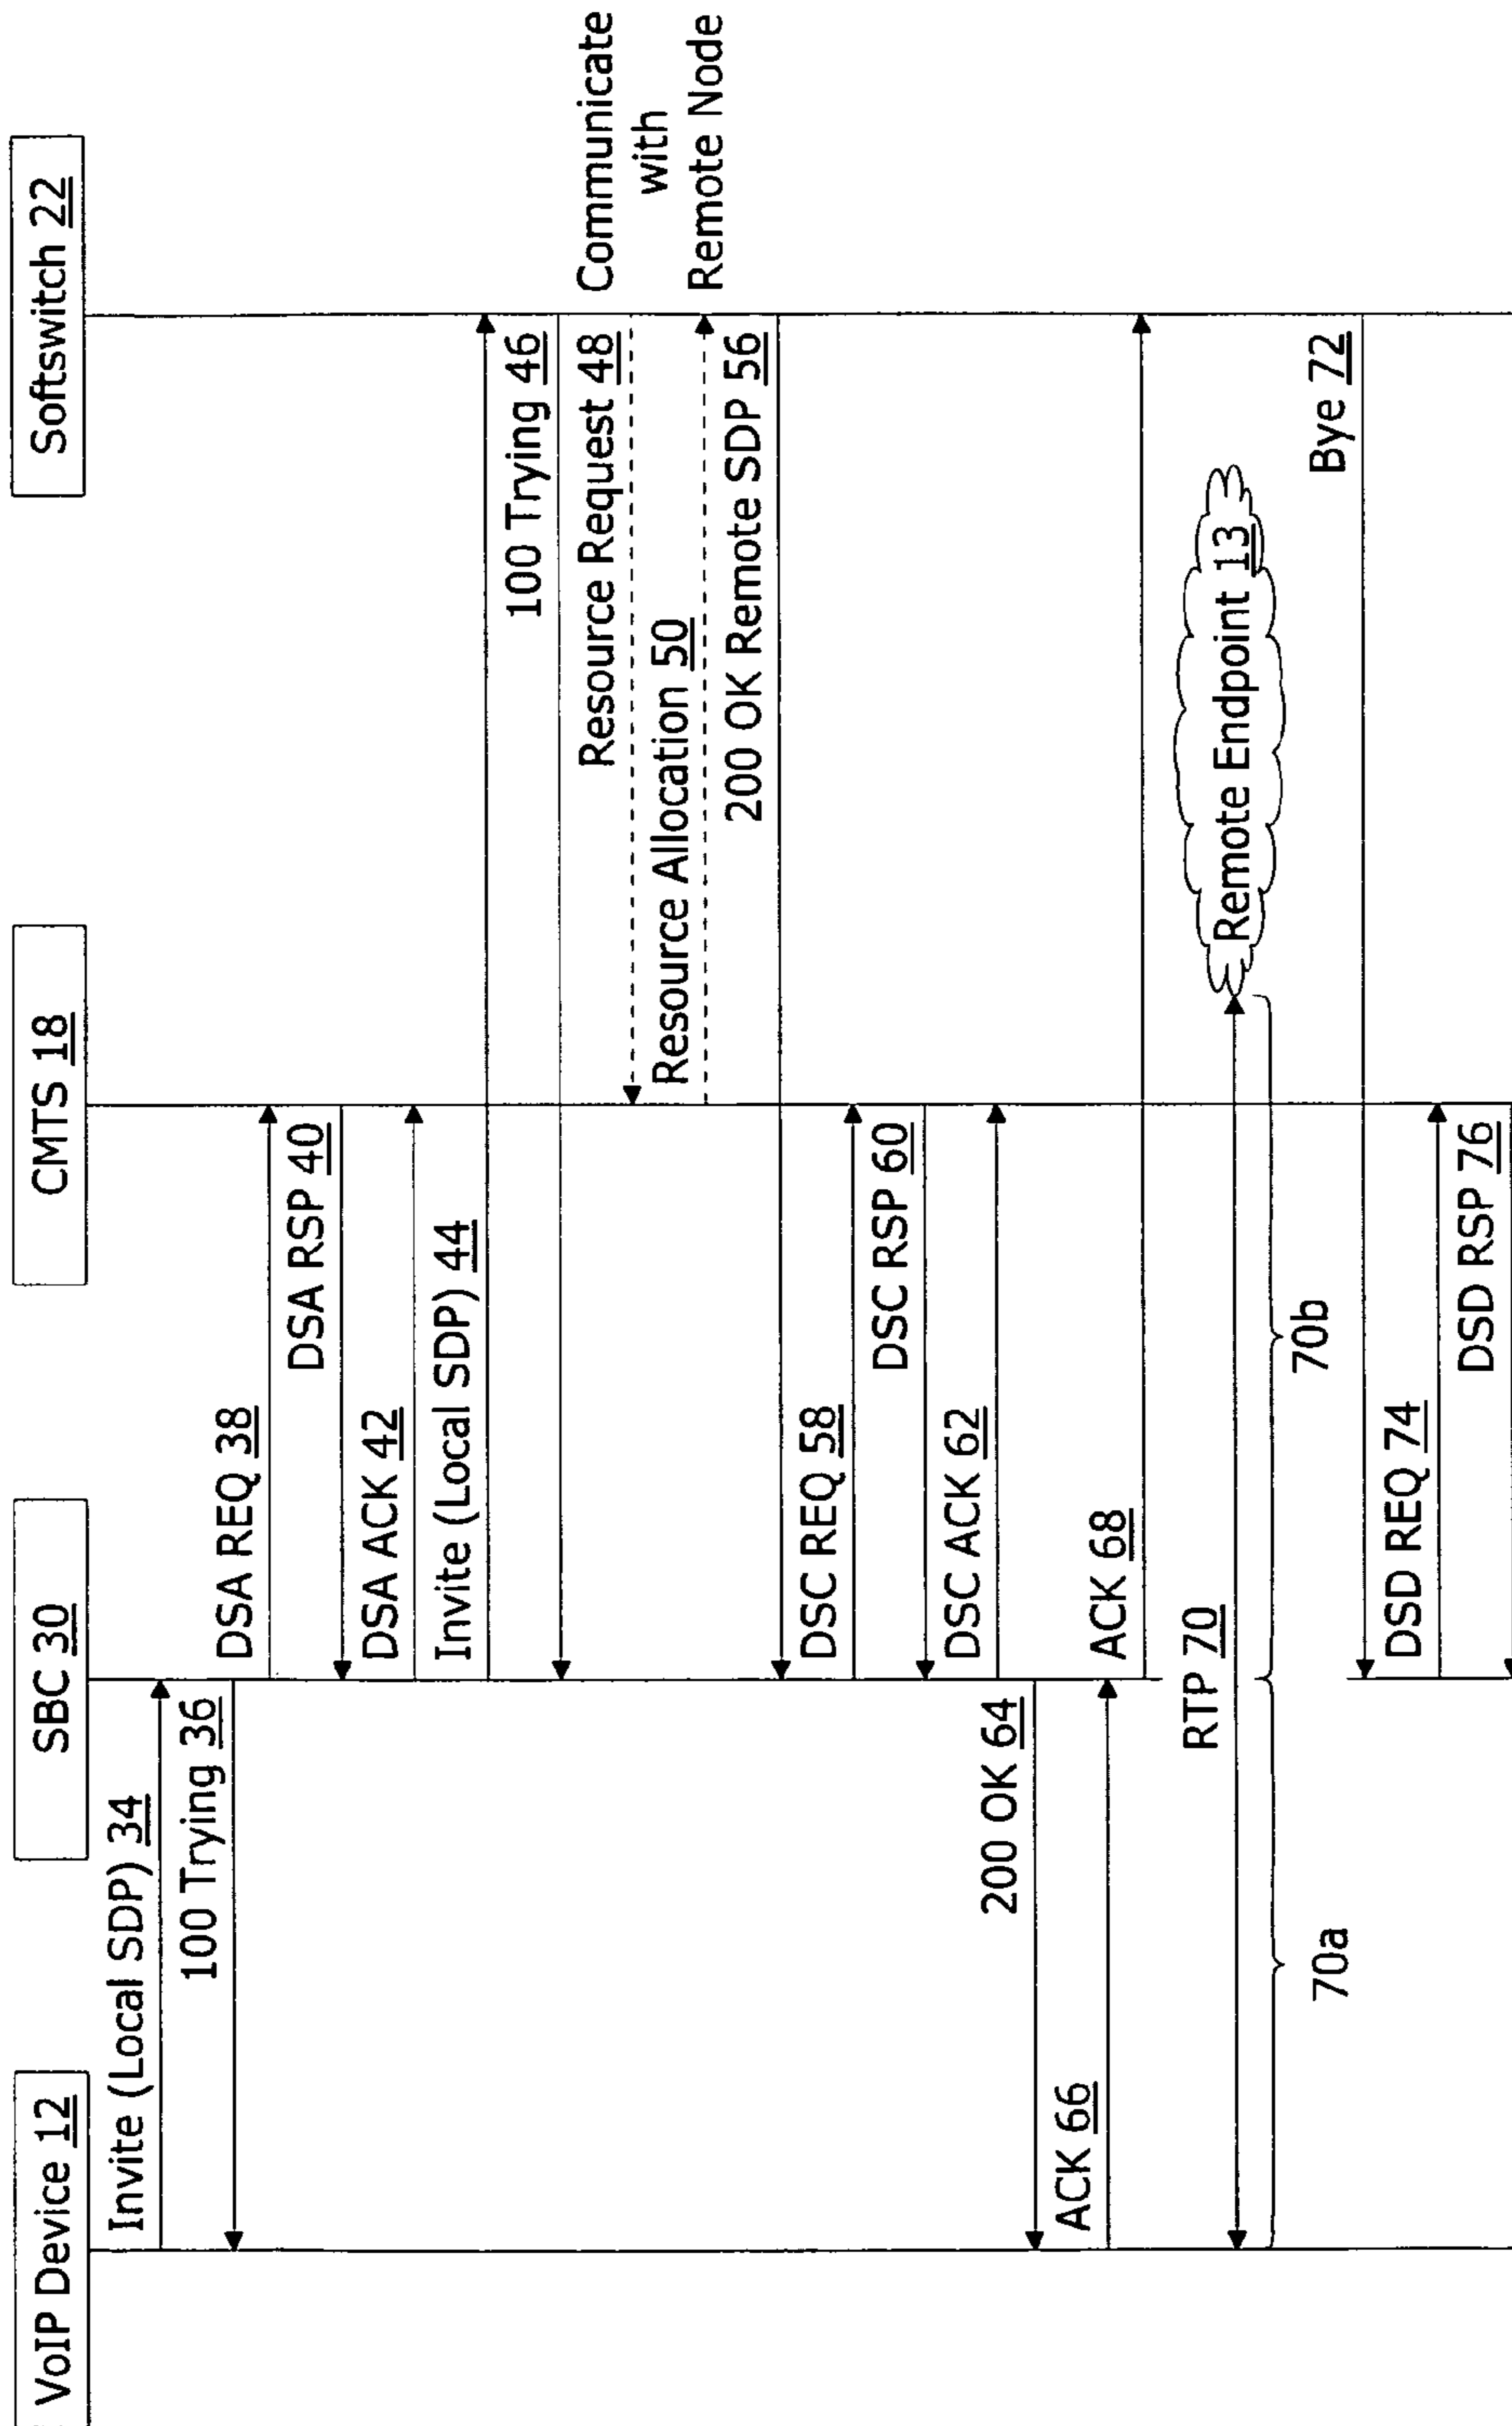 VoIP Device 12
SBC 30
CMTS 18
Softswitch 22
Invite (Local SDP) 34
100 Trying 36
DSA REQ 38
DSA RSP 40
DSA ACK 42
Invite (Local SDP) 44
100 Trying 46
Resource Request 48
Communicate
with
Remote Node
Resource Allocation 50
200 OK Remote SDP 56
DSC REQ 58
DSC RSP 60
DSC ACK 62
200 OK 64
ACK 66
ACK 68
RTP 70
Remote Endpoint 13
70a
70b
Bye 72
DSD REQ 74
DSD RSP 76